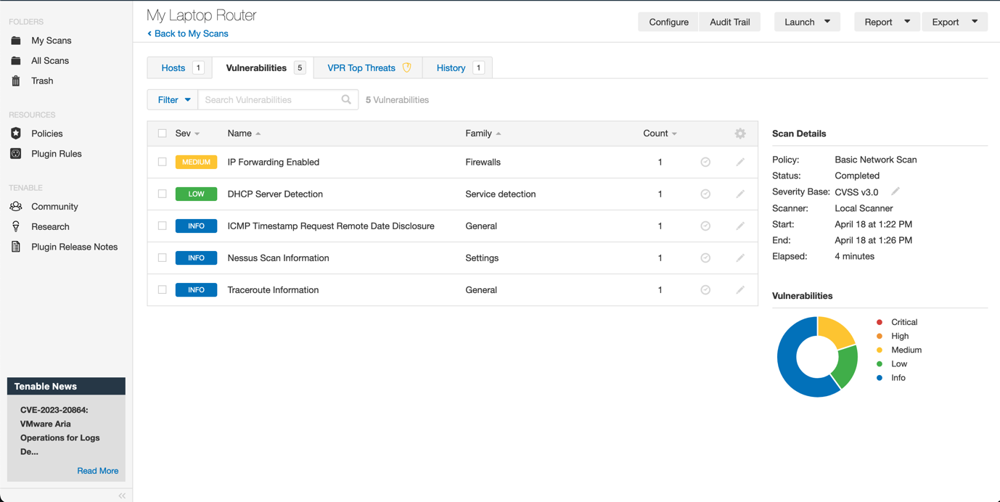 FOLDERS
My Scans
All Scans
Trash
RESOURCES
Policies
Plugin Rules
TENABLE
Community
Research
Plugin Release Notes
Tenable News
CVE-2023-20864:
VMware Aria
Operations for Logs
De...
Read More
My Laptop Router
Back to My Scans
Configure Audit Trail Launch Report Export
Hosts 1 Vulnerabilities 5 VPR Top Threats History 1
Filter Search Vulnerabilities 5 Vulnerabilities
Sev Name Family Count
MEDIUM IP Forwarding Enabled Firewalls 1
LOW DHCP Server Detection Service detection 1
INFO ICMP Timestamp Request Remote Date Disclosure General 1
INFO Nessus Scan Information Settings 1
INFO Traceroute Information General 1
Scan Details
Policy: Basic Network Scan
Status: Completed
Severity Base: CVSS v3.0
Scanner: Local Scanner
Start: April 18 at 1:22 PM
End: April 18 at 1:26 PM
Elapsed: 4 minutes
Vulnerabilities
Critical
High
Medium
Low
Info